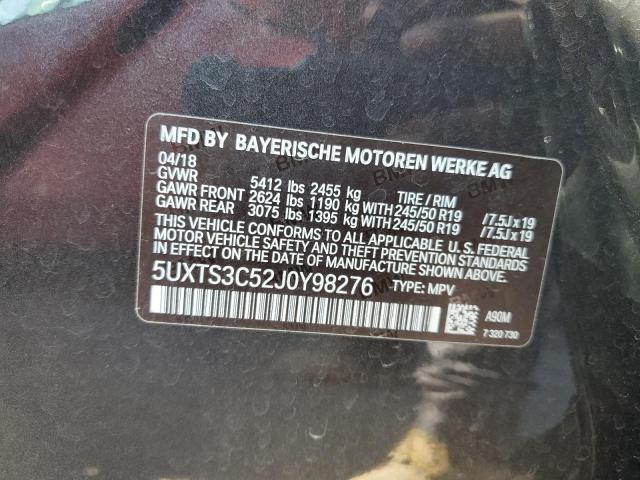 MFD BY BAYERISCHE MOTOREN WERKE AG
04/18
GVWR 5412 lbs 2455 kg TIRE / RIM
GAWR FRONT 2624 lbs 1190 kg WITH 245/50 R19 /7.5J x 19
GAWR REAR 3075 lbs 1395 kg WITH 245/50 R19 /7.5J x 19
THIS VEHICLE CONFORMS TO ALL APPLICABLE U.S. FEDERAL
MOTOR VEHICLE SAFETY AND THEFT PREVENTION STANDARDS
IN EFFECT ON THE DATE OF MANUFACTURE SHOWN ABOVE.
5UXTS3C52J0Y98276 TYPE: MPV
A90M
7 320 730